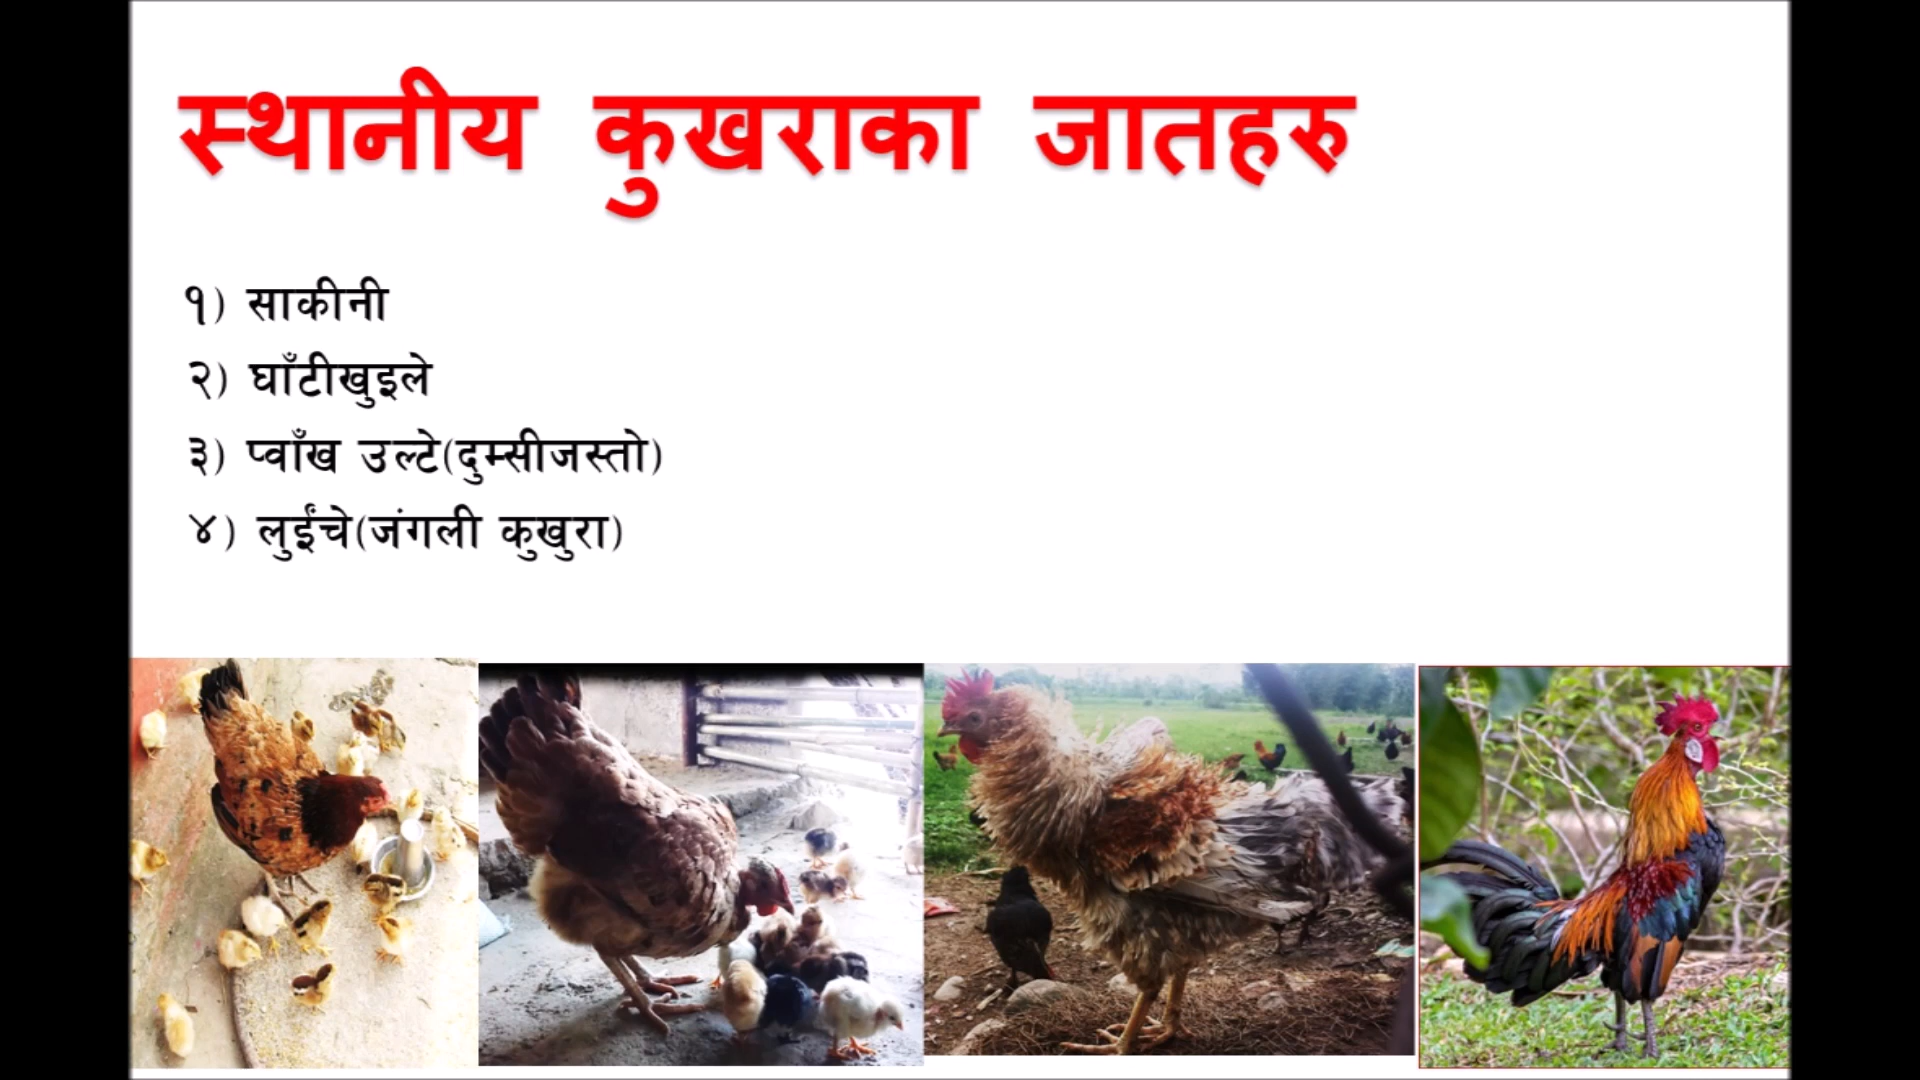 स्थानीय कुखराका जातहरु
१) साकीनी
२) घाँटीखुइले
३) प्वाँख उल्टे(दुम्सीजस्तो)
४) लुईंचे(जंगली कुखुरा)